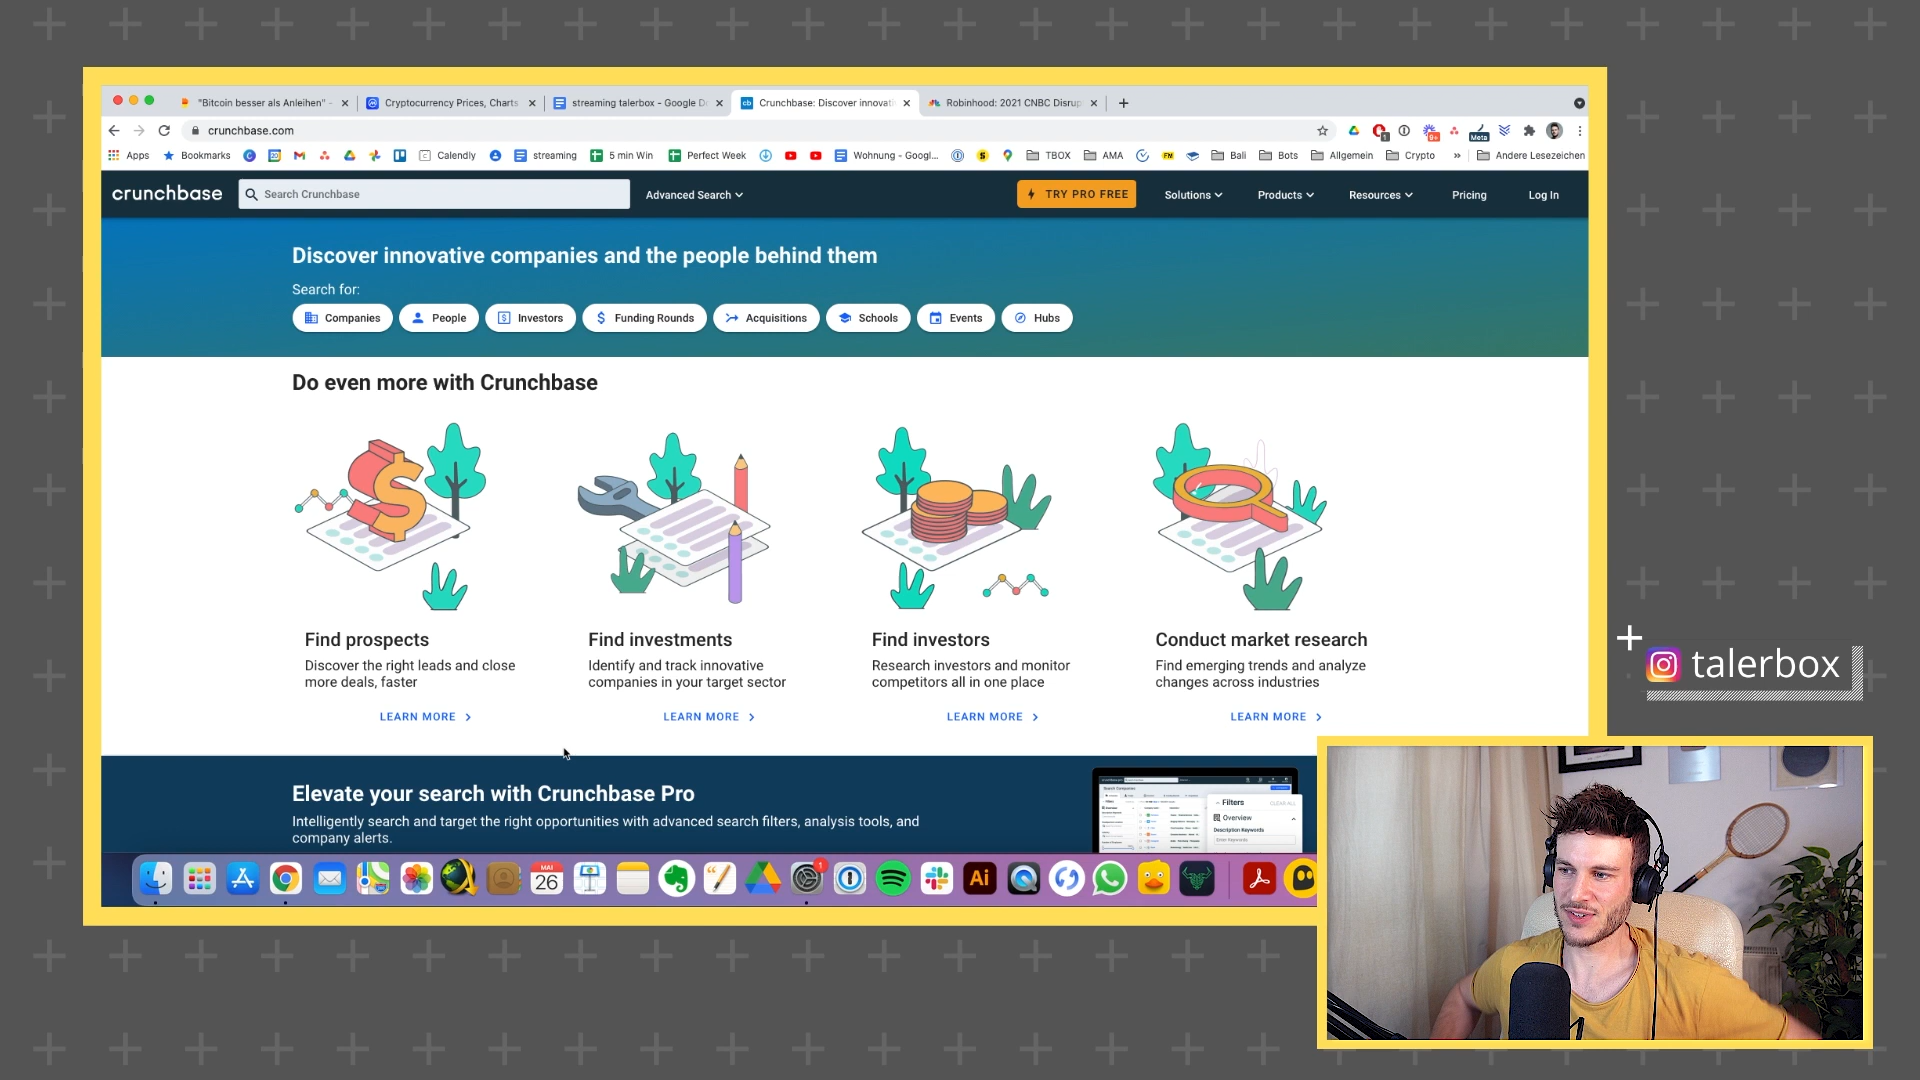 "Bitcoin besser als Anleihen" -
Cryptocurrency Prices, Charts
streaming talerbox - Google D
Crunchbase: Discover innovati
Robinhood: 2021 CNBC Disrup
crunchbase.com
Apps
Bookmarks
Calendly
streaming
5 min Win
Perfect Week
Wohnung - Googl...
TBOX
AMA
Bali
Bots
Allgemein
Crypto
Andere Lesezeichen
Meta
crunchbase
Search Crunchbase
Advanced Search
TRY PRO FREE
Solutions
Products
Resources
Pricing
Log In
Discover innovative companies and the people behind them
Search for:
Companies
People
Investors
Funding Rounds
Acquisitions
Schools
Events
Hubs
Do even more with Crunchbase
Find prospects
Discover the right leads and close
more deals, faster
LEARN MORE
Find investments
Identify and track innovative
companies in your target sector
LEARN MORE
Find investors
Research investors and monitor
competitors all in one place
LEARN MORE
Conduct market research
Find emerging trends and analyze
changes across industries
LEARN MORE
talerbox
Elevate your search with Crunchbase Pro
Intelligently search and target the right opportunities with advanced search filters, analysis tools, and
company alerts.
Filters
CLEAR ALL
Overview
Description Keywords
MAI
26
Ai